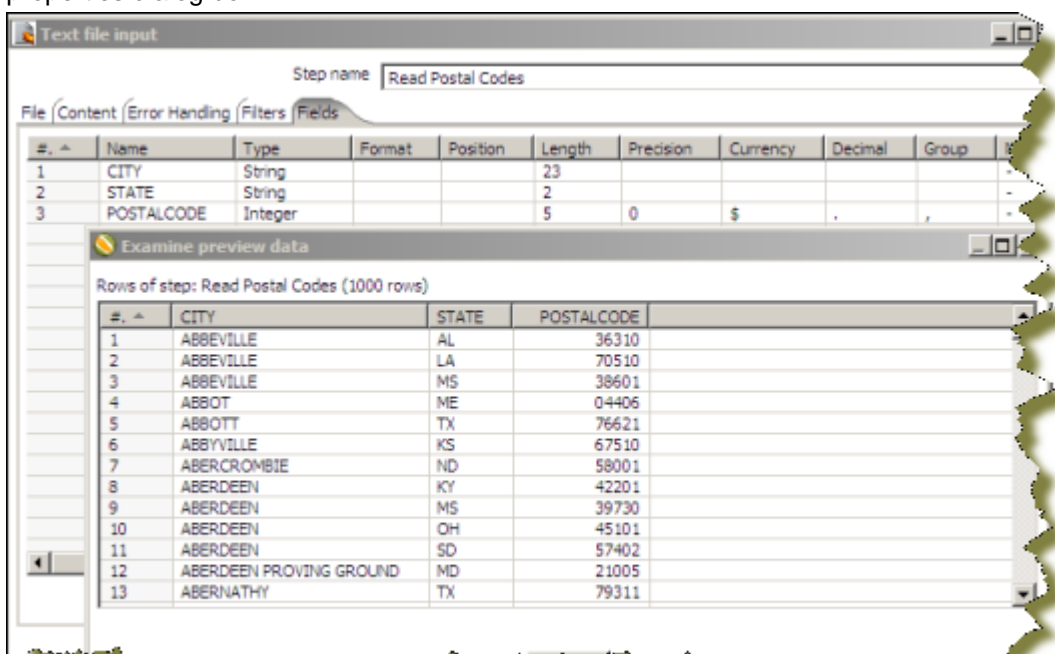 Text file input
Step name Read Postal Codes
File Content Error Handling Filters Fields
#. Name Type Format Position Length Precision Currency Decimal Group
1 CITY String 23 -
2 STATE String 2 -
3 POSTALCODE Integer 5 0 $ . , -
Examine preview data
Rows of step: Read Postal Codes (1000 rows)
#. CITY STATE POSTALCODE
1 ABBEVILLE AL 36310
2 ABBEVILLE LA 70510
3 ABBEVILLE MS 38601
4 ABBOT ME 04406
5 ABBOTT TX 76621
6 ABBYVILLE KS 67510
7 ABERCROMBIE ND 58001
8 ABERDEEN KY 42201
9 ABERDEEN MS 39730
10 ABERDEEN OH 45101
11 ABERDEEN SD 57402
12 ABERDEEN PROVING GROUND MD 21005
13 ABERNATHY TX 79311